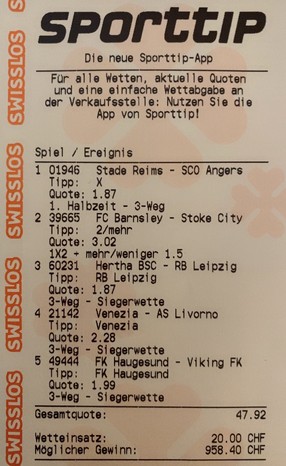 sporttip
Die neue Sporttip-App
Für alle Wetten, aktuelle Quoten
und eine einfache Wettabgabe an
der Verkaufsstelle: Nutzen Sie die
App von Sporttip!
Spiel / Ereignis
1 01946 Stade Reims - SCO Angers
Tipp: X
Quote: 1.87
1. Halbzeit - 3-Weg
2 39665 FC Barnsley - Stoke City
Tipp: 2/mehr
Quote: 3.02
1X2 + mehr/weniger 1.5
3 60231 Hertha BSC - RB Leipzig
Tipp: RB Leipzig
Quote: 1.87
3-Weg - Siegerwette
4 21142 Venezia - AS Livorno
Tipp: Venezia
Quote: 2.28
3-Weg - Siegerwette
5 49444 FK Haugesund - Viking FK
Tipp: FK Haugesund
Quote: 1.99
3-Weg - Siegerwette
Gesamtquote: 47.92
Wetteinsatz: 20.00 CHF
Möglicher Gewinn: 958.40 CHF
SWISSLOS
SWISSLOS
SWISSLOS
SWISSLOS